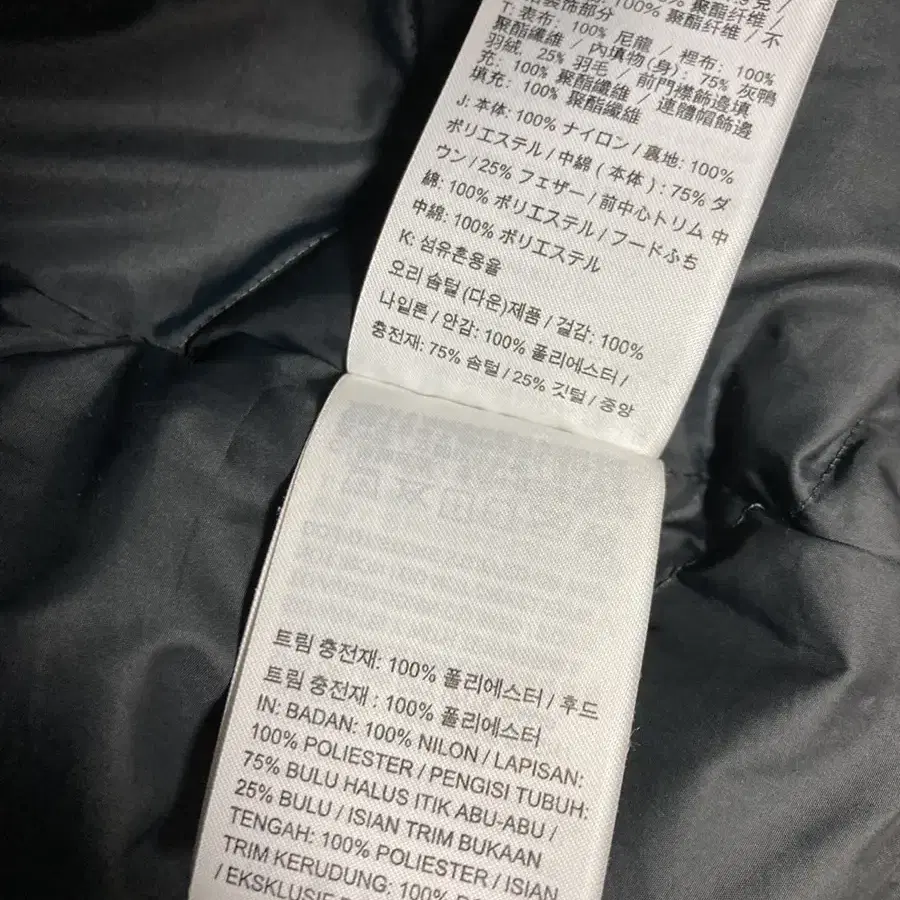 100% 聚酯纤维 / 不
T: 表布: 100% 尼龍 / 裡布: 100%
聚酯纖維 / 內填物(身): 75% 灰鴨
羽絨, 25% 羽毛 / 前門襟飾邊填
充: 100% 聚酯纖維 / 連體帽飾邊
填充: 100% 聚酯纖維
J: 本体: 100% ナイロン / 裏地: 100%
ポリエステル / 中綿 ( 本体 ) : 75% ダ
ウン / 25% フェザー / 前中心トリム 中
綿: 100% ポリエステル / フードふち
中綿: 100% ポリエステル
K: 섬유혼용율
오리 솜털 (다운)제품 / 겉감: 100%
나일론 / 안감: 100% 폴리에스터 /
충전재: 75% 솜털 / 25% 깃털 / 중앙
트림 충전재: 100% 폴리에스터 / 후드
트림 충전재 : 100% 폴리에스터
IN: BADAN: 100% NILON / LAPISAN:
100% POLIESTER / PENGISI TUBUH:
75% BULU HALUS ITIK ABU-ABU /
25% BULU / ISIAN TRIM BUKAAN
TENGAH: 100% POLIESTER / ISIAN
TRIM KERUDUNG: 100%